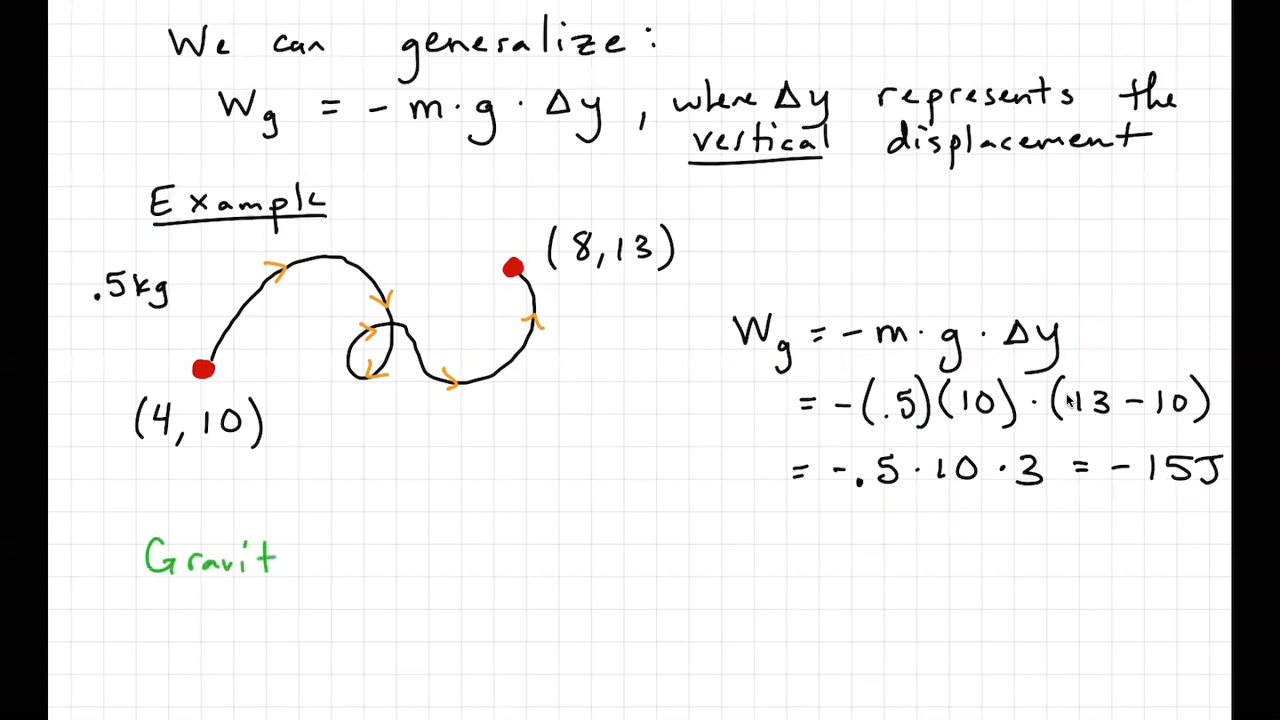 We can generalize:
Wg = - m · g · Δy, where Δy represents the
vertical displacement
Example
(8,13)
.5kg
(4,10)
Wg = - m · g · Δy
= -(.5)(10) · (13 - 10)
= -.5 · 10 · 3 = - 15J
Gravit